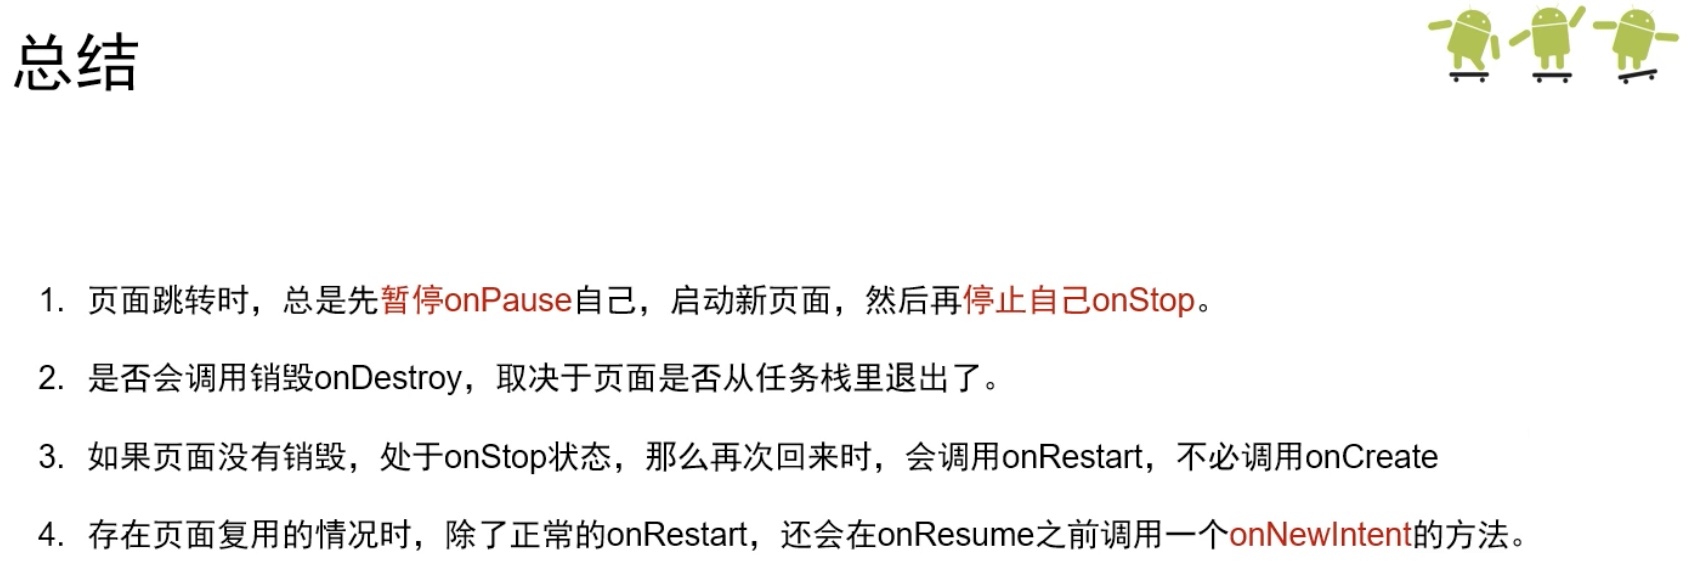 总结
1. 页面跳转时，总是先暂停onPause自己，启动新页面，然后再停止自己onStop。
2. 是否会调用销毁onDestroy，取决于页面是否从任务栈里退出了。
3. 如果页面没有销毁，处于onStop状态，那么再次回来时，会调用onRestart，不必调用onCreate
4. 存在页面复用的情况时，除了正常的onRestart，还会在onResume之前调用一个onNewIntent的方法。